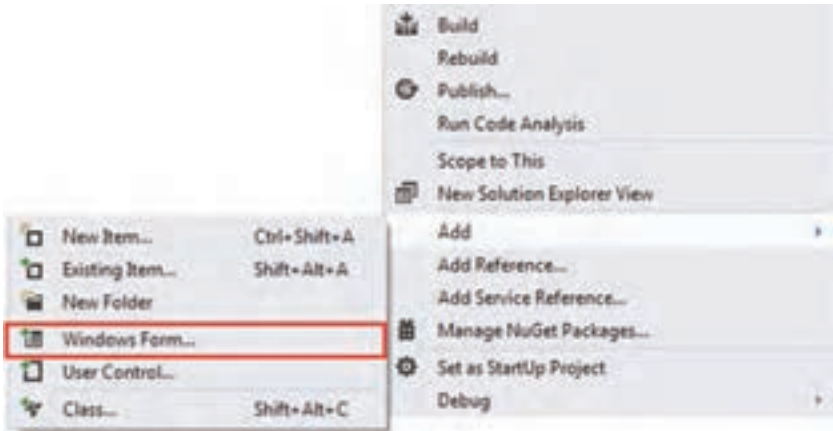 Build
Rebuild
Publish...
Run Code Analysis
Scope to This
New Solution Explorer View
Add
Add Reference...
Add Service Reference...
Manage NuGet Packages...
Set as StartUp Project
Debug
New Item... Ctrl+Shift+A
Existing Item... Shift+Alt+A
New Folder
Windows Form...
User Control...
Class... Shift+Alt+C